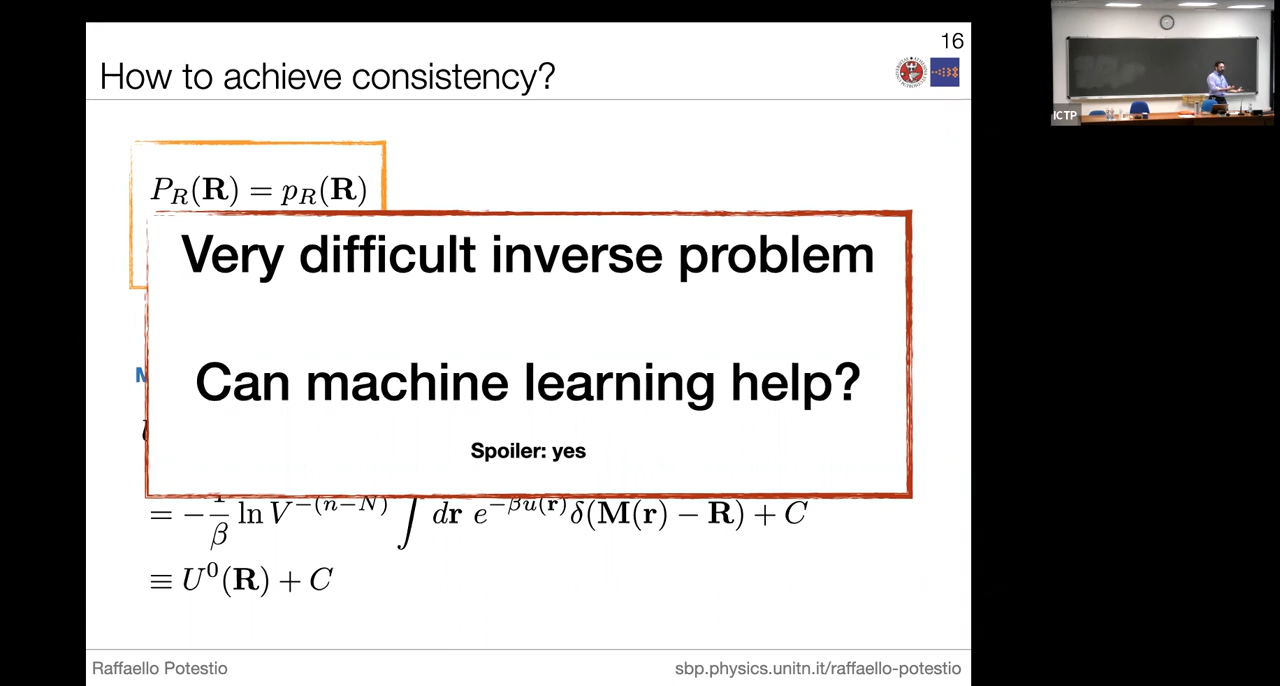 16
How to achieve consistency?
P_R(𝐑) = p_R(𝐑)
Very difficult inverse problem
Can machine learning help?
Spoiler: yes
= −1/β ln V^{−(n−N)} ∫ d𝐫 e^{−βu(𝐫)} δ(𝐌(𝐫) − 𝐑) + C
≡ U⁰(𝐑) + C
Raffaello Potestio
sbp.physics.unitn.it/raffaello-potestio
ICTP